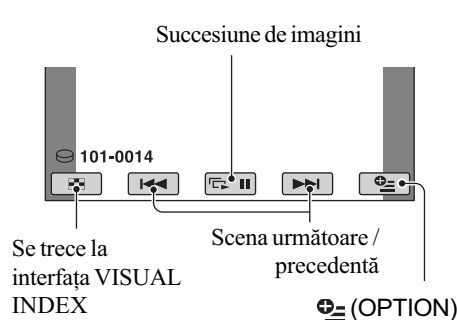 Succesiune de imagini
101-0014
Se trece la
interfața VISUAL
INDEX
Scena următoare /
precedentă
(OPTION)